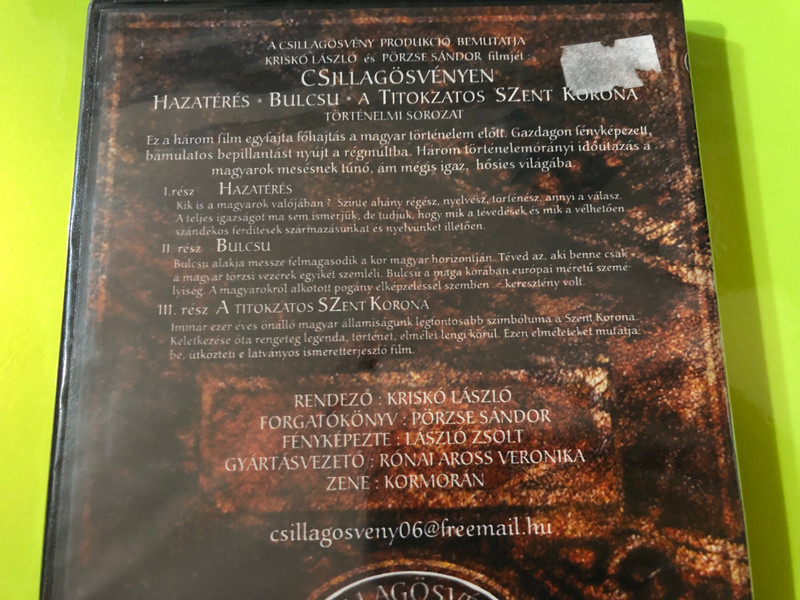 A CSILLAGÖSVÉNY PRODUKCIÓ BEMUTATJA
KRISKÓ LÁSZLÓ és PÖRZSE SÁNDOR filmjét :
CSILLAGÖSVÉNYEN
HAZATÉRÉS • BULCSU • A TITOKZATOS SZENT KORONA
TÖRTÉNELMI SOROZAT
Ez a három film egyfajta főhajtás a magyar történelem előtt. Gazdagon fényképezett,
bámulatos bepillantást nyújt a régmúltba. Három történelemórányi időutazás a
magyarok mesésnek tűnő, ám mégis igaz, hősies világába.
I.rész HAZATÉRÉS
Kik is a magyarok valójában ? Szinte ahány régész, nyelvész, történész, annyi a válasz.
A teljes igazságot ma sem ismerjük, de tudjuk, hogy mik a tévedések és mik a vélhetően
szándékos ferdítések származásunkat és nyelvünket illetően.
II. rész BULCSU
Bulcsu alakja messze felmagasodik a kor magyar horizontján. Téved az, aki benne csak
a magyar törzsi vezérek egyikét szemléli. Bulcsu a maga korában európai méretű szemé-
lyiség. A magyarokról alkotott pogány elképzeléssel szemben - keresztény volt.
III. rész A TITOKZATOS SZENT KORONA
Immár ezer éves önálló magyar államiságunk legfontosabb szimbóluma a Szent Korona.
Keletkezése óta rengeteg legenda, történet, elmélet lengi körül. Ezen elméleteket mutatja
be, ütközteti e látványos ismeretterjesztő film.
RENDEZŐ : KRISKÓ LÁSZLÓ
FORGATÓKÖNYV : PÖRZSE SÁNDOR
FÉNYKÉPEZTE : LÁSZLÓ ZSOLT
GYÁRTÁSVEZETŐ : RÓNAI AROSS VERONIKA
ZENE : KORMORÁN
csillagosveny06@freemail.hu